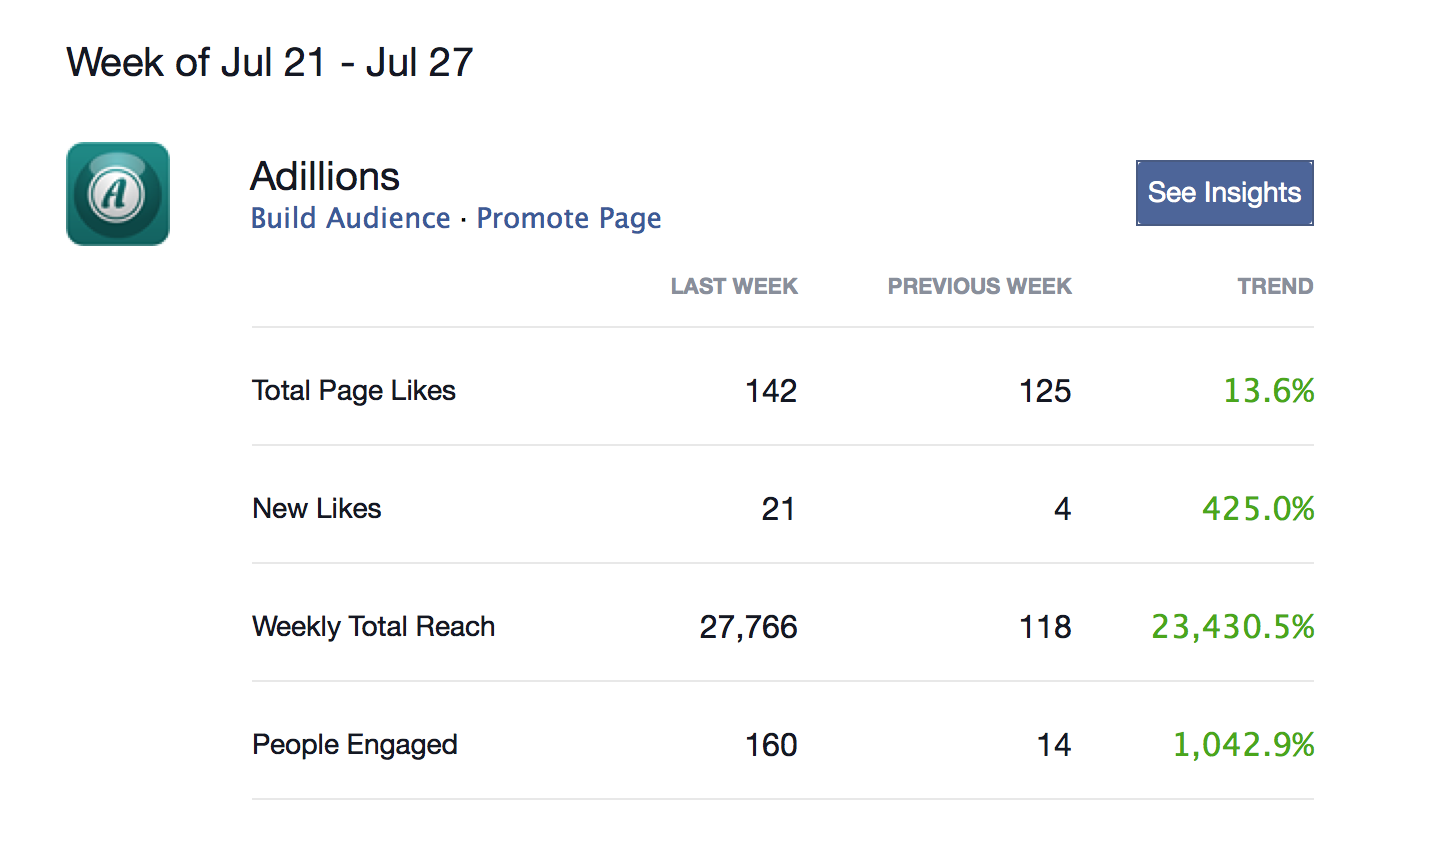 Week of Jul 21 - Jul 27
A
Adillions
Build Audience · Promote Page
See Insights
LAST WEEK PREVIOUS WEEK TREND
Total Page Likes 142 125 13.6%
New Likes 21 4 425.0%
Weekly Total Reach 27,766 118 23,430.5%
People Engaged 160 14 1,042.9%